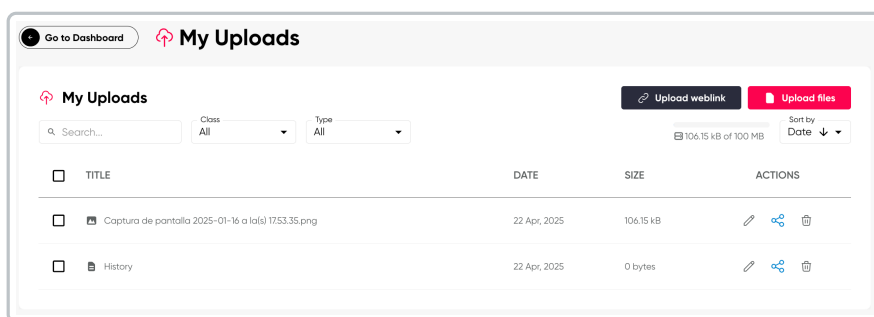 Go to Dashboard
My Uploads
My Uploads
Upload weblink
Upload files
Search...
Class
All
Type
All
106.15 kB of 100 MB
Sort by
Date
TITLE DATE SIZE ACTIONS
Captura de pantalla 2025-01-16 a la(s) 17.53.35.png 22 Apr, 2025 106.15 kB
History 22 Apr, 2025 0 bytes